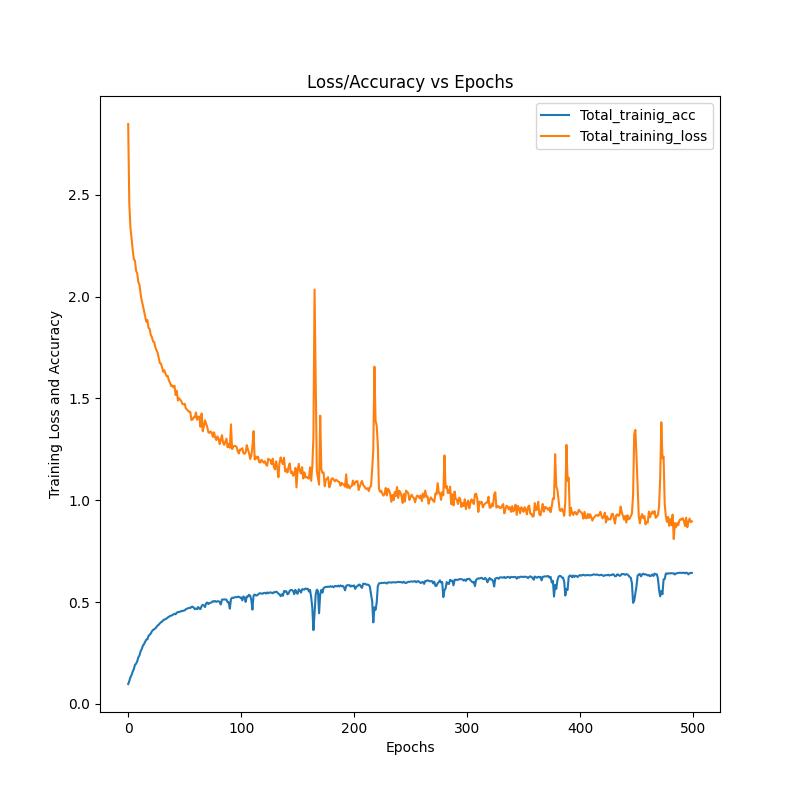 Loss/Accuracy vs Epochs
Total_trainig_acc
Total_training_loss
2.5
2.0
1.5
1.0
0.5
0.0
Training Loss and Accuracy
0 100 200 300 400 500
Epochs